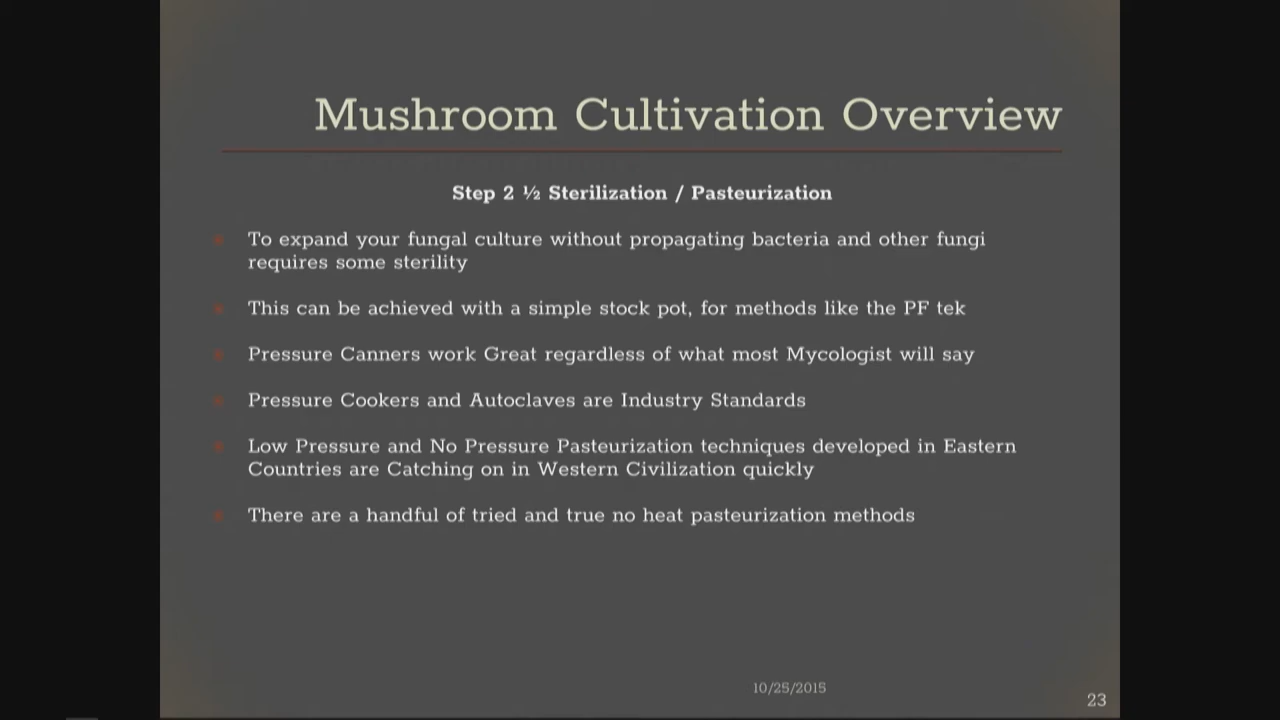 Mushroom Cultivation Overview
Step 2 ½ Sterilization / Pasteurization
To expand your fungal culture without propagating bacteria and other fungi
requires some sterility
This can be achieved with a simple stock pot, for methods like the PF tek
Pressure Canners work Great regardless of what most Mycologist will say
Pressure Cookers and Autoclaves are Industry Standards
Low Pressure and No Pressure Pasteurization techniques developed in Eastern
Countries are Catching on in Western Civilization quickly
There are a handful of tried and true no heat pasteurization methods
10/25/2015
23